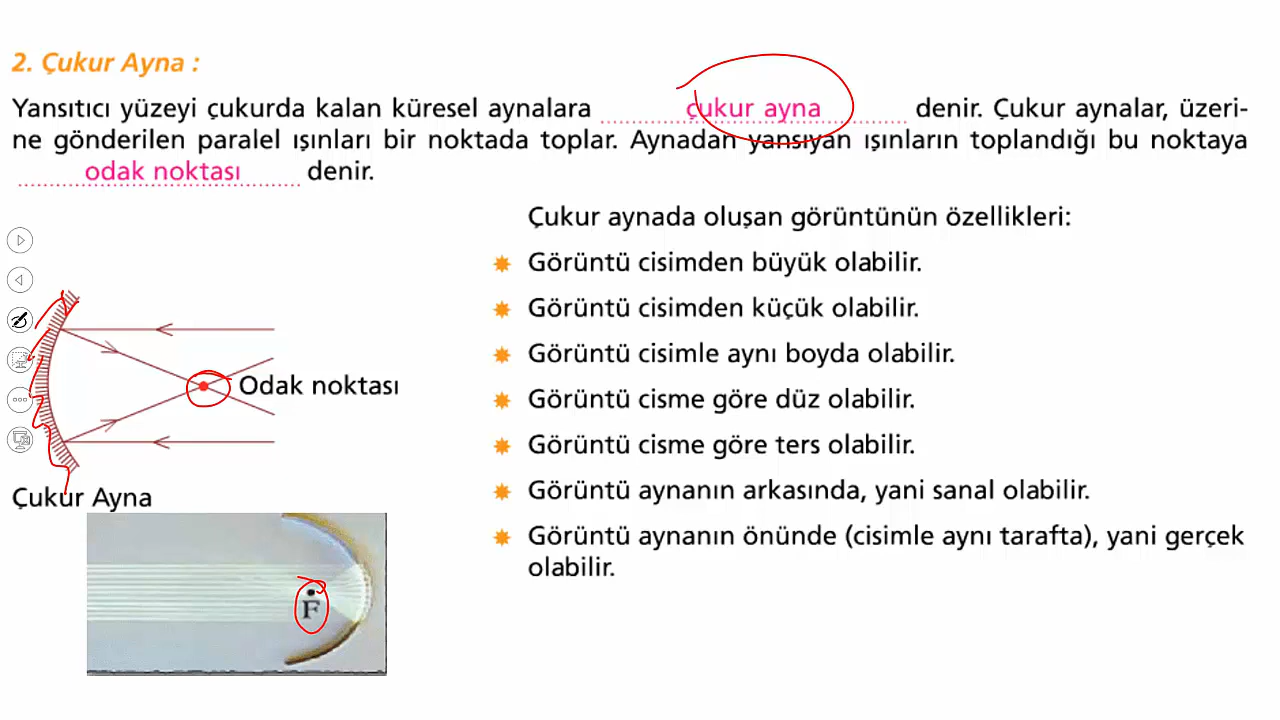 2. Çukur Ayna :
Yansıtıcı yüzeyi çukurda kalan küresel aynalara çukur ayna denir. Çukur aynalar, üzeri-
ne gönderilen paralel ışınları bir noktada toplar. Aynadan yansıyan ışınların toplandığı bu noktaya
odak noktası denir.
Çukur aynada oluşan görüntünün özellikleri:
Görüntü cisimden büyük olabilir.
Görüntü cisimden küçük olabilir.
Görüntü cisimle aynı boyda olabilir.
Görüntü cisme göre düz olabilir.
Görüntü cisme göre ters olabilir.
Görüntü aynanın arkasında, yani sanal olabilir.
Görüntü aynanın önünde (cisimle aynı tarafta), yani gerçek
olabilir.
Odak noktası
Çukur Ayna
F